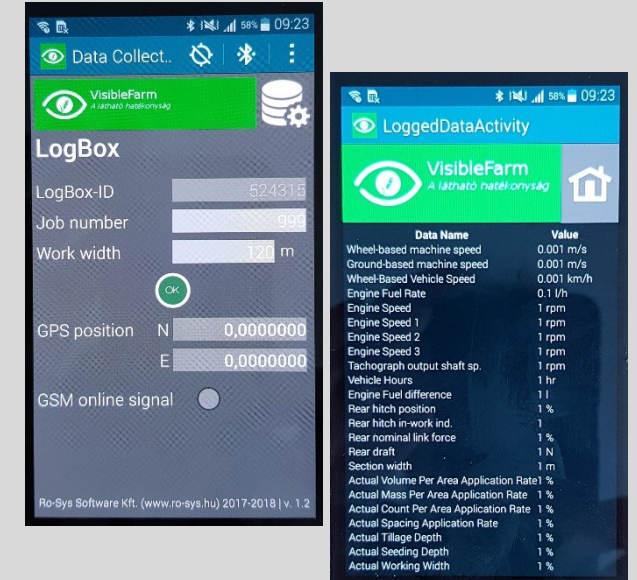 58% 09:23
Data Collect..
VisibleFarm
A látható hatékonyság
LogBox
LogBox-ID 524315
Job number 999
Work width 120 m
OK
GPS position N 0,0000000
E 0,0000000
GSM online signal
Ro-Sys Software Kft. (www.ro-sys.hu) 2017-2018 | v. 1.2
58% 09:23
LoggedDataActivity
VisibleFarm
A látható hatékonyság
Data Name Value
Wheel-based machine speed 0.001 m/s
Ground-based machine speed 0.001 m/s
Wheel-Based Vehicle Speed 0.001 km/h
Engine Fuel Rate 0.1 l/h
Engine Speed 1 rpm
Engine Speed 1 1 rpm
Engine Speed 2 1 rpm
Engine Speed 3 1 rpm
Tachograph output shaft sp. 1 rpm
Vehicle Hours 1 hr
Engine Fuel difference 1 l
Rear hitch position 1 %
Rear hitch in-work ind. 1
Rear nominal link force 1 %
Rear draft 1 N
Section width 1 m
Actual Volume Per Area Application Rate1 %
Actual Mass Per Area Application Rate 1 %
Actual Count Per Area Application Rate 1 %
Actual Spacing Application Rate 1 %
Actual Tillage Depth 1 %
Actual Seeding Depth 1 %
Actual Working Width 1 %